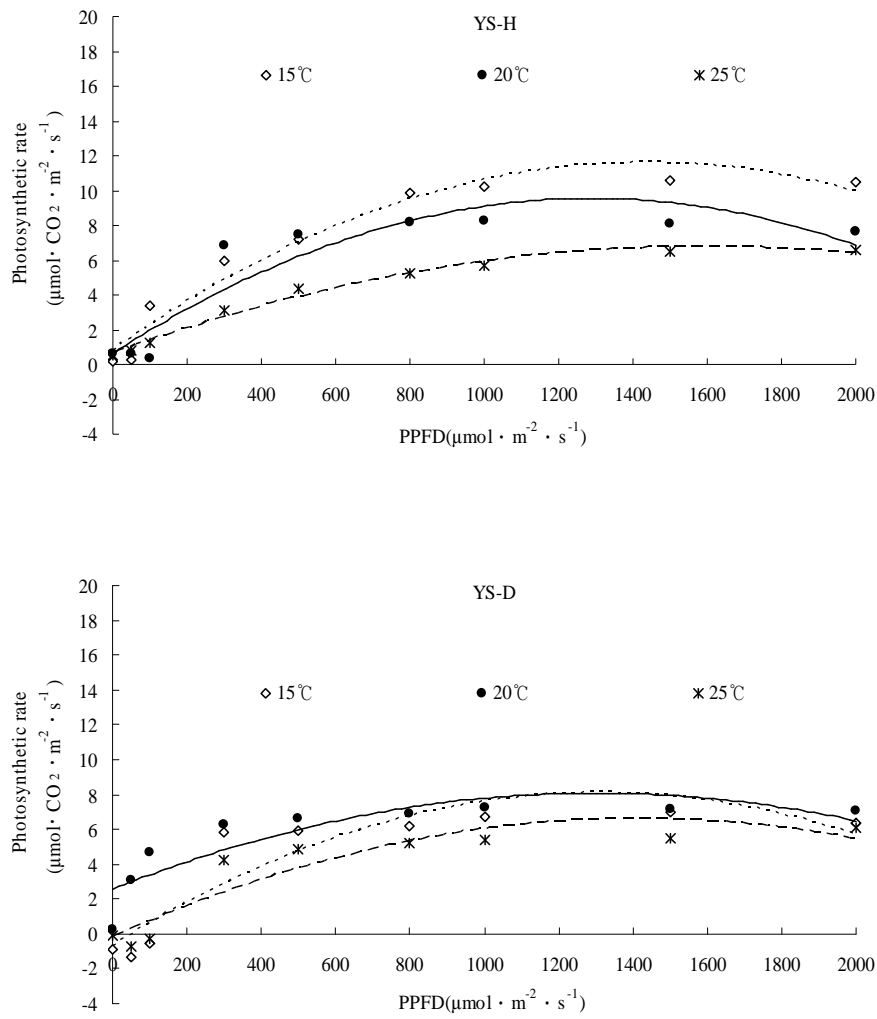 YS-H
◇ 15℃ ● 20℃ ✳ 25℃
Photosynthetic rate
(μmol· CO₂ · m⁻² · s⁻¹)
20
18
16
14
12
10
8
6
4
2
0
-2
-4
0 200 400 600 800 1000 1200 1400 1600 1800 2000
PPFD(μmol · m⁻² · s⁻¹)
YS-D
◇ 15℃ ● 20℃ ✳ 25℃
Photosynthetic rate
(μmol· CO₂ · m⁻² · s⁻¹)
20
18
16
14
12
10
8
6
4
2
0
-2
-4
0 200 400 600 800 1000 1200 1400 1600 1800 2000
PPFD(μmol · m⁻² · s⁻¹)